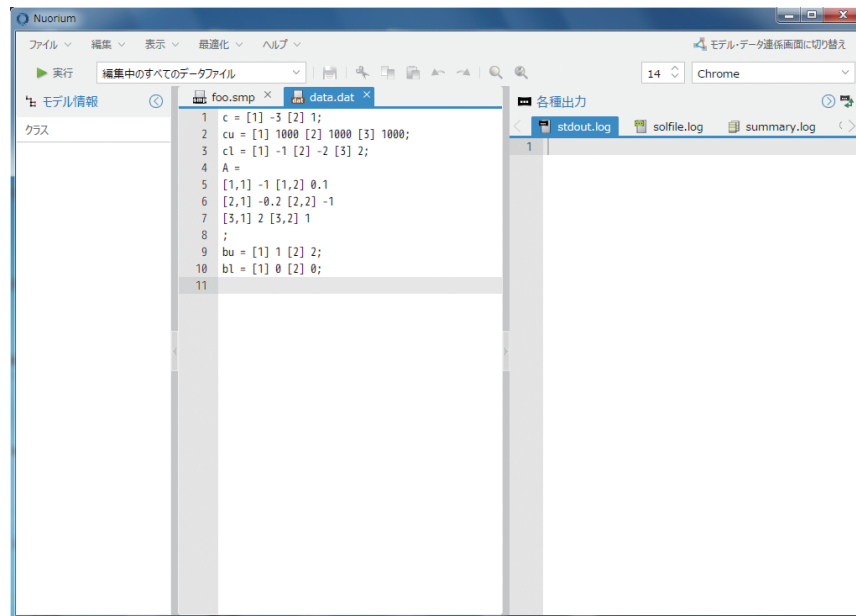 Nuorium
ファイル 編集 表示 最適化 ヘルプ モデル・データ連係画面に切り替え
実行 編集中のすべてのデータファイル 14 Chrome
モデル情報 foo.smp data.dat 各種出力
クラス stdout.log solfile.log summary.log
1 c = [1] -3 [2] 1;
2 cu = [1] 1000 [2] 1000 [3] 1000;
3 cl = [1] -1 [2] -2 [3] 2;
4 A =
5 [1,1] -1 [1,2] 0.1
6 [2,1] -0.2 [2,2] -1
7 [3,1] 2 [3,2] 1
8 ;
9 bu = [1] 1 [2] 2;
10 bl = [1] 0 [2] 0;
11
1